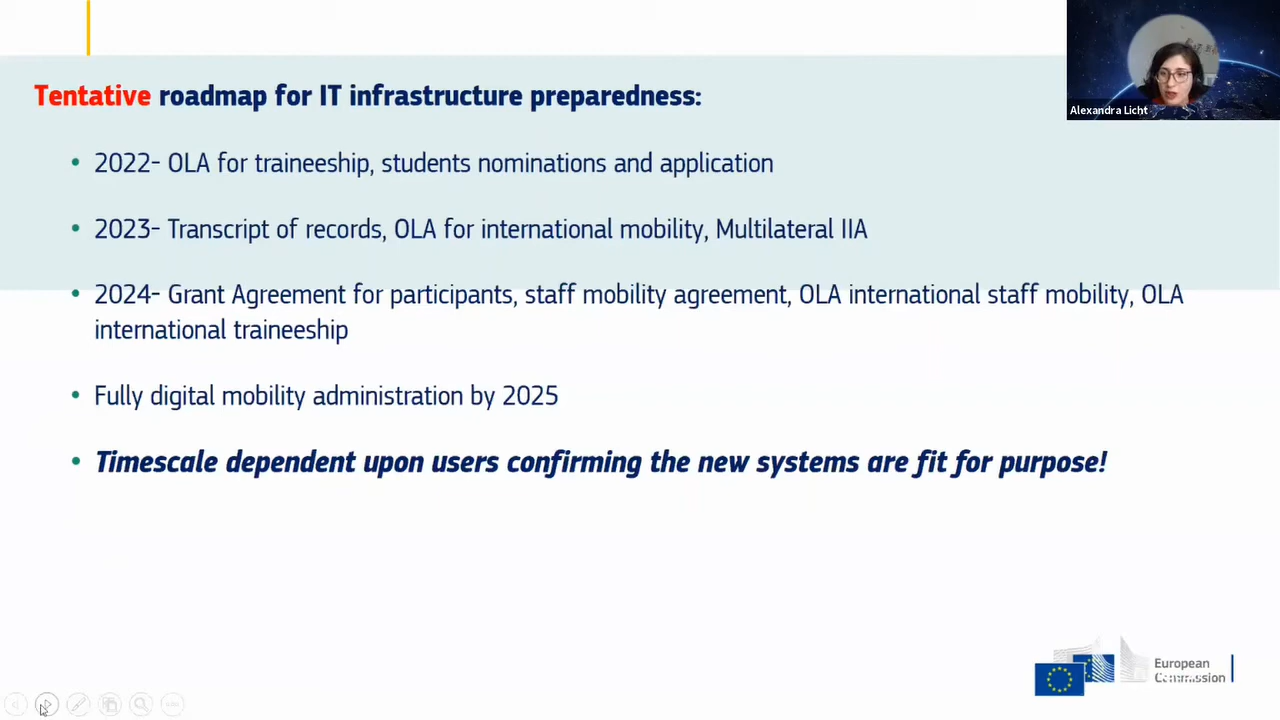 Alexandra Licht
Tentative roadmap for IT infrastructure preparedness:
• 2022- OLA for traineeship, students nominations and application
• 2023- Transcript of records, OLA for international mobility, Multilateral IIA
• 2024- Grant Agreement for participants, staff mobility agreement, OLA international staff mobility, OLA
international traineeship
• Fully digital mobility administration by 2025
• Timescale dependent upon users confirming the new systems are fit for purpose!
European
Commission